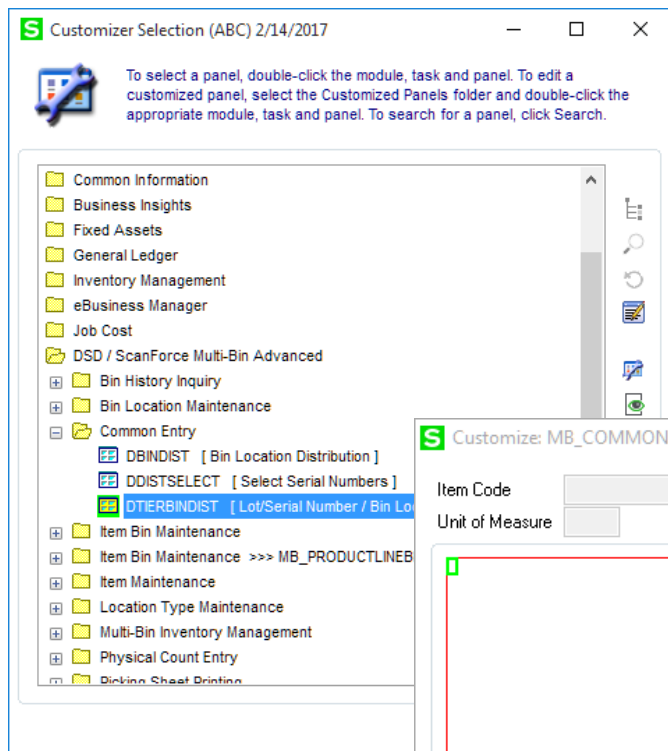 Customizer Selection (ABC) 2/14/2017
To select a panel, double-click the module, task and panel. To edit a
customized panel, select the Customized Panels folder and double-click the
appropriate module, task and panel. To search for a panel, click Search.
Common Information
Business Insights
Fixed Assets
General Ledger
Inventory Management
eBusiness Manager
Job Cost
DSD / ScanForce Multi-Bin Advanced
Bin History Inquiry
Bin Location Maintenance
Common Entry
DBINDIST [ Bin Location Distribution ]
DDISTSELECT [ Select Serial Numbers ]
DTIERBINDIST [ Lot/Serial Number / Bin Lo
Item Bin Maintenance
Item Bin Maintenance >>> MB_PRODUCTLINEB
Item Maintenance
Location Type Maintenance
Multi-Bin Inventory Management
Physical Count Entry
Picking Sheet Printing
S Customize: MB_COMMON
Item Code
Unit of Measure